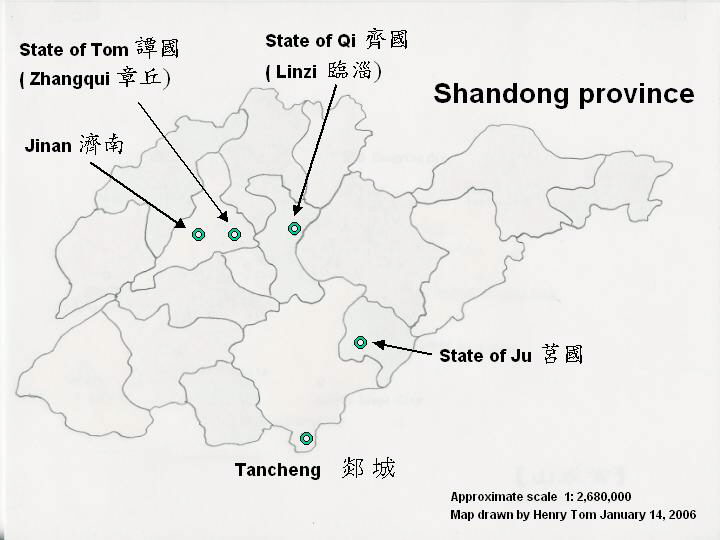 State of Tom 譚國
( Zhangqui 章丘)
State of Qi 齊國
( Linzi 臨淄)
Shandong province
Jinan 濟南
State of Ju 莒國
Tancheng 郯城
Approximate scale 1: 2,680,000
Map drawn by Henry Tom January 14, 2006